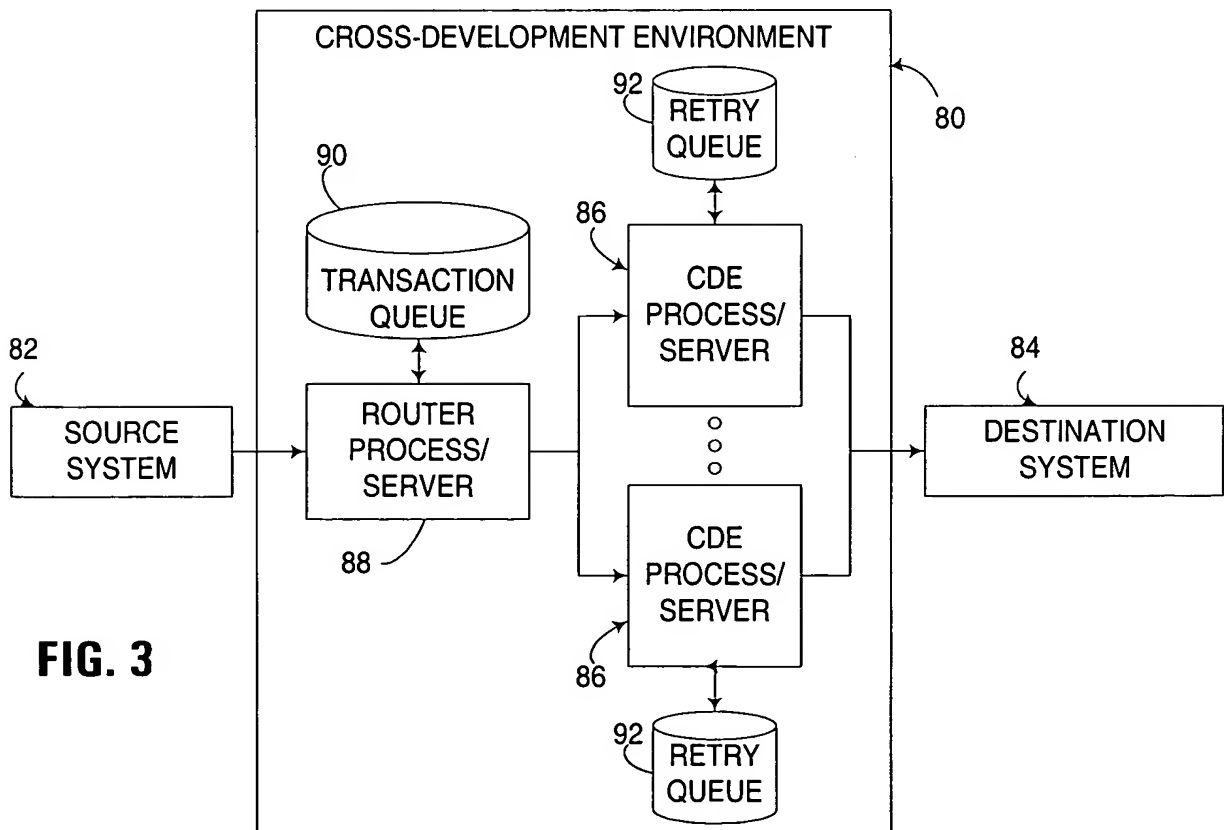 CROSS-DEVELOPMENT ENVIRONMENT
80
92
RETRY
QUEUE
90
TRANSACTION
QUEUE
86
CDE
PROCESS/
SERVER
82
SOURCE
SYSTEM
ROUTER
PROCESS/
SERVER
88
84
DESTINATION
SYSTEM
CDE
PROCESS/
SERVER
86
FIG. 3
92
RETRY
QUEUE